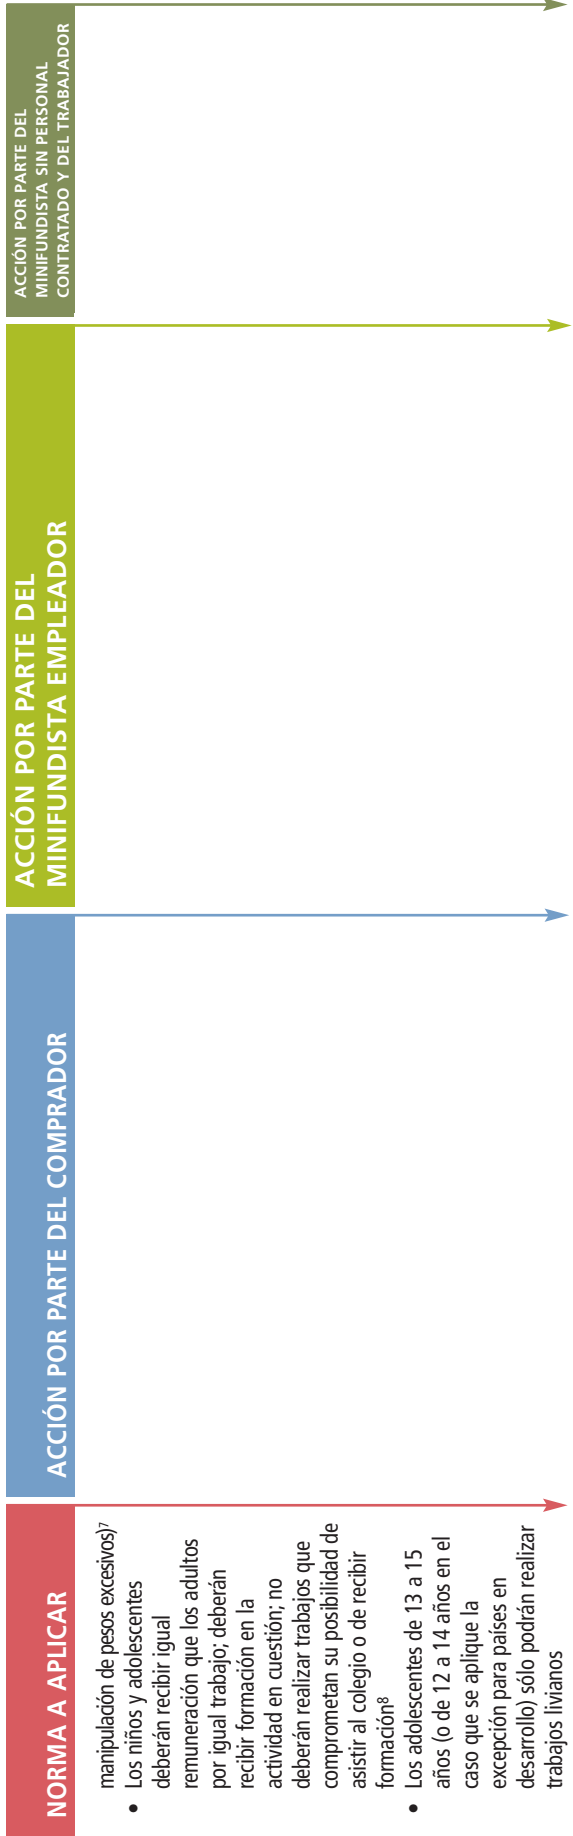 NORMA A APLICAR
manipulación de pesos excesivos)⁷
• Los niños y adolescentes
deberán recibir igual
remuneración que los adultos
por igual trabajo; deberán
recibir formación en la
actividad en cuestión; no
deberán realizar trabajos que
comprometan su posibilidad de
asistir al colegio o de recibir
formación⁸
• Los adolescentes de 13 a 15
años (o de 12 a 14 años en el
caso que se aplique la
excepción para países en
desarrollo) sólo podrán realizar
trabajos livianos
ACCIÓN POR PARTE DEL COMPRADOR
ACCIÓN POR PARTE DEL
MINIFUNDISTA EMPLEADOR
ACCIÓN POR PARTE DEL
MINIFUNDISTA SIN PERSONAL
CONTRATADO Y DEL TRABAJADOR